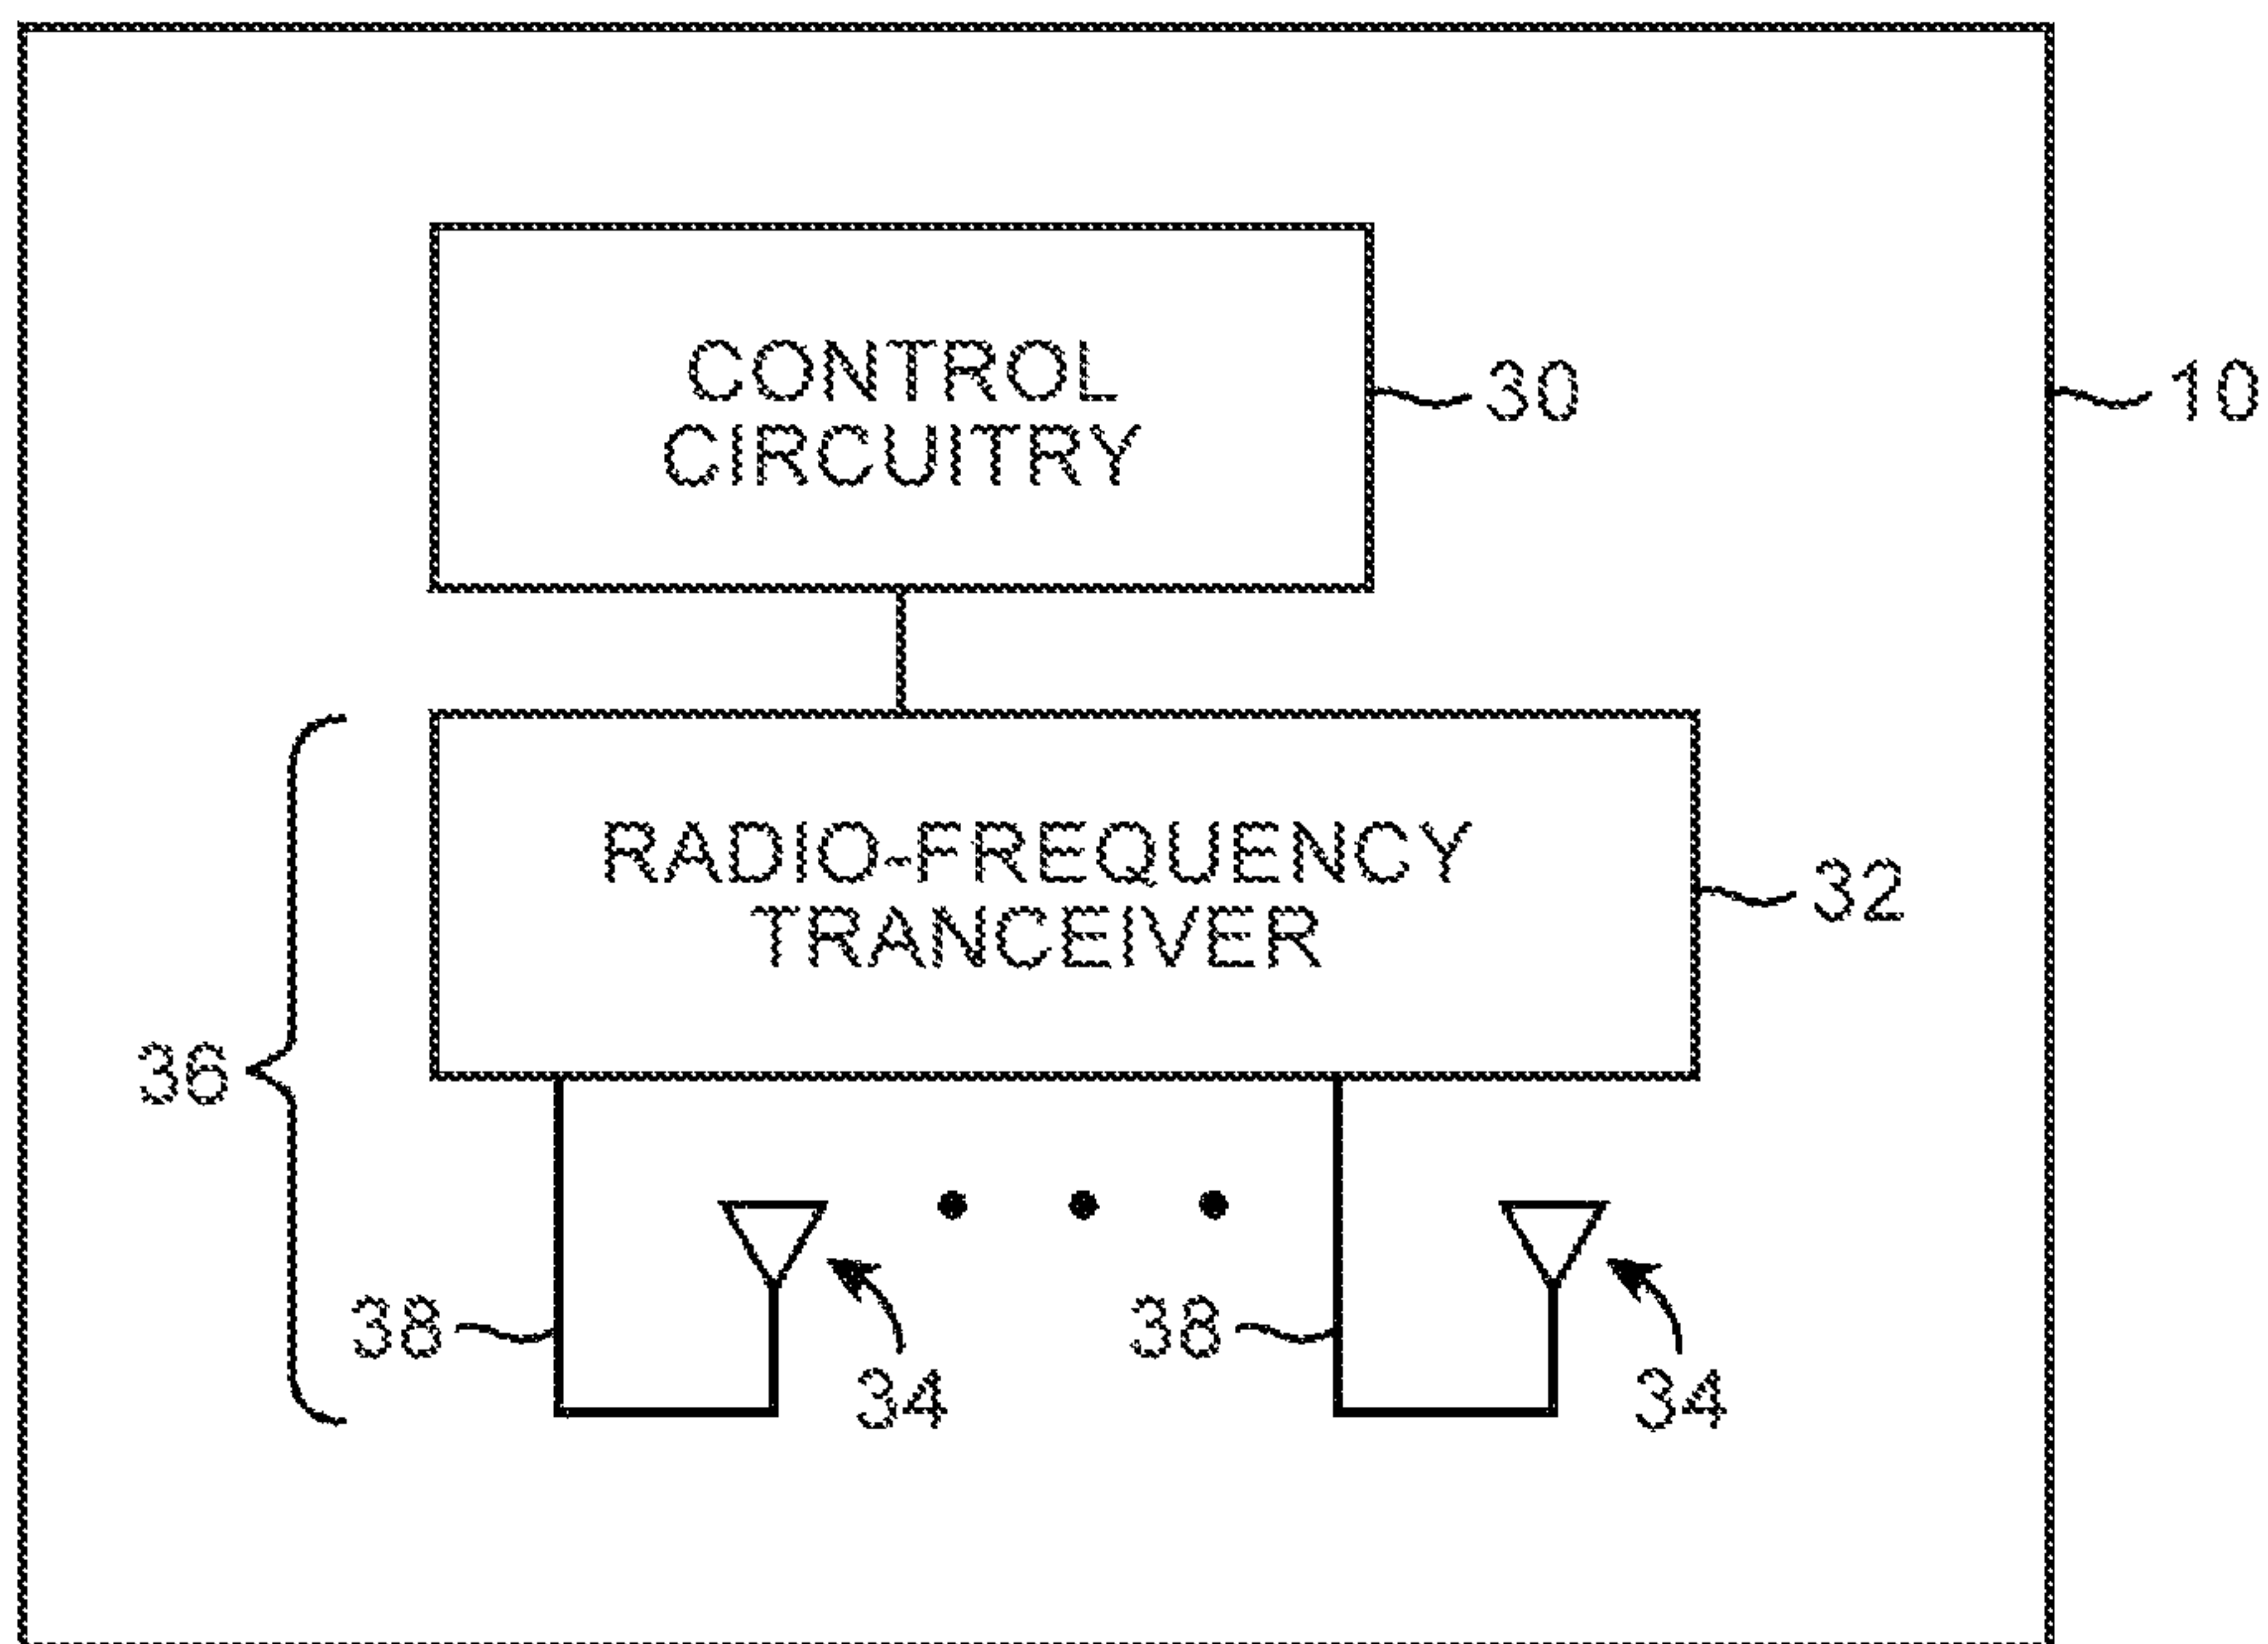 CONTROL
CIRCUITRY
30
10
RADIO-FREQUENCY
TRANCEIVER
32
36
38
34
38
34